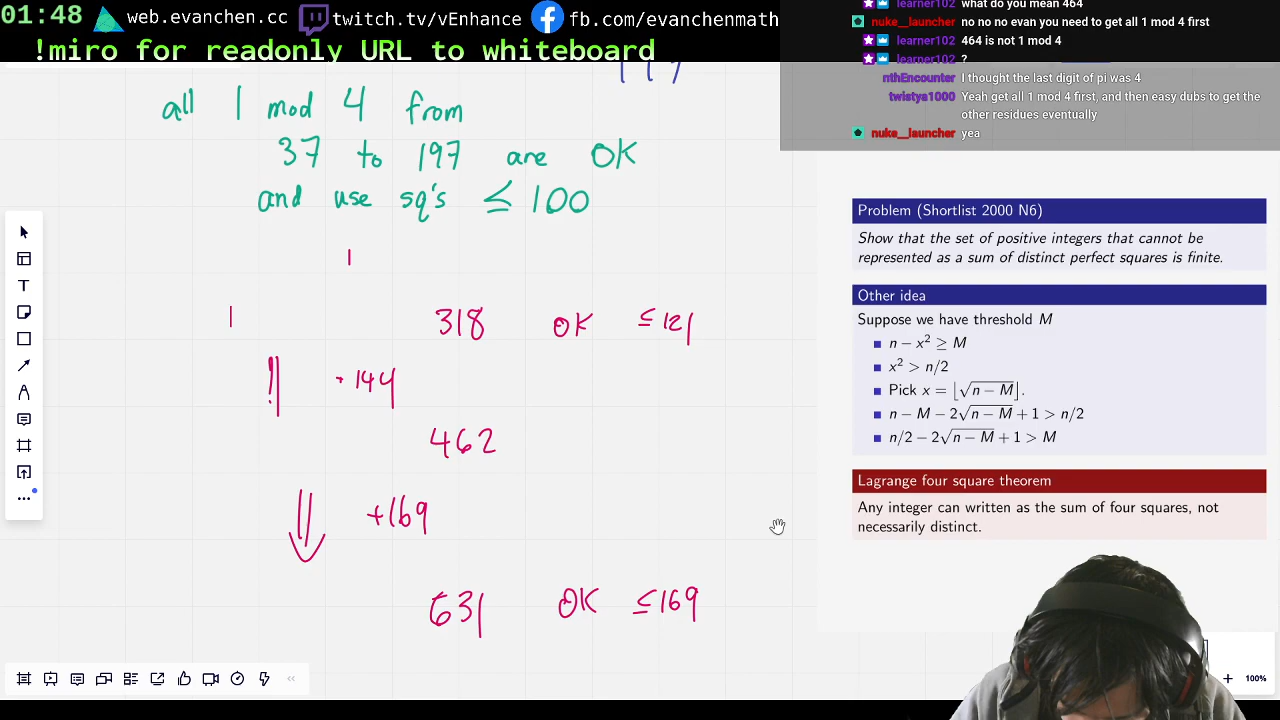 01:48
web.evanchen.cc
twitch.tv/vEnhance
fb.com/evanchenmath
!miro for readonly URL to whiteboard
learner102 what do you mean 464
nuke__launcher no no no evan you need to get all 1 mod 4 first
learner102 464 is not 1 mod 4
learner102 ?
nthEncounter I thought the last digit of pi was 4
twistya1000 Yeah get all 1 mod 4 first, and then easy dubs to get the
other residues eventually
nuke__launcher yea
all 1 mod 4 from
37 to 197 are OK
and use sq's ≤ 100
318 OK ≤121
+144
462
+169
631 OK ≤169
Problem (Shortlist 2000 N6)
Show that the set of positive integers that cannot be
represented as a sum of distinct perfect squares is finite.
Other idea
Suppose we have threshold M
n − x² ≥ M
x² > n/2
Pick x = ⌊√(n − M)⌋.
n − M − 2√(n − M) + 1 > n/2
n/2 − 2√(n − M) + 1 > M
Lagrange four square theorem
Any integer can written as the sum of four squares, not
necessarily distinct.
100%